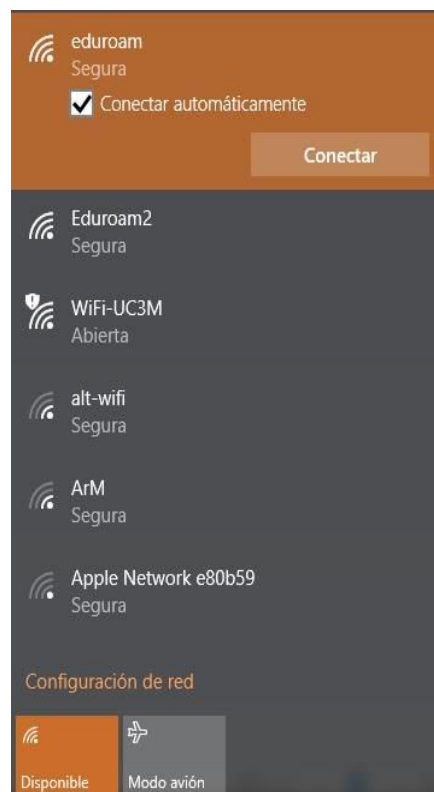 eduroam
Segura
Conectar automáticamente
Conectar
Eduroam2
Segura
WiFi-UC3M
Abierta
alt-wifi
Segura
ArM
Segura
Apple Network e80b59
Segura
Configuración de red
Disponible
Modo avión